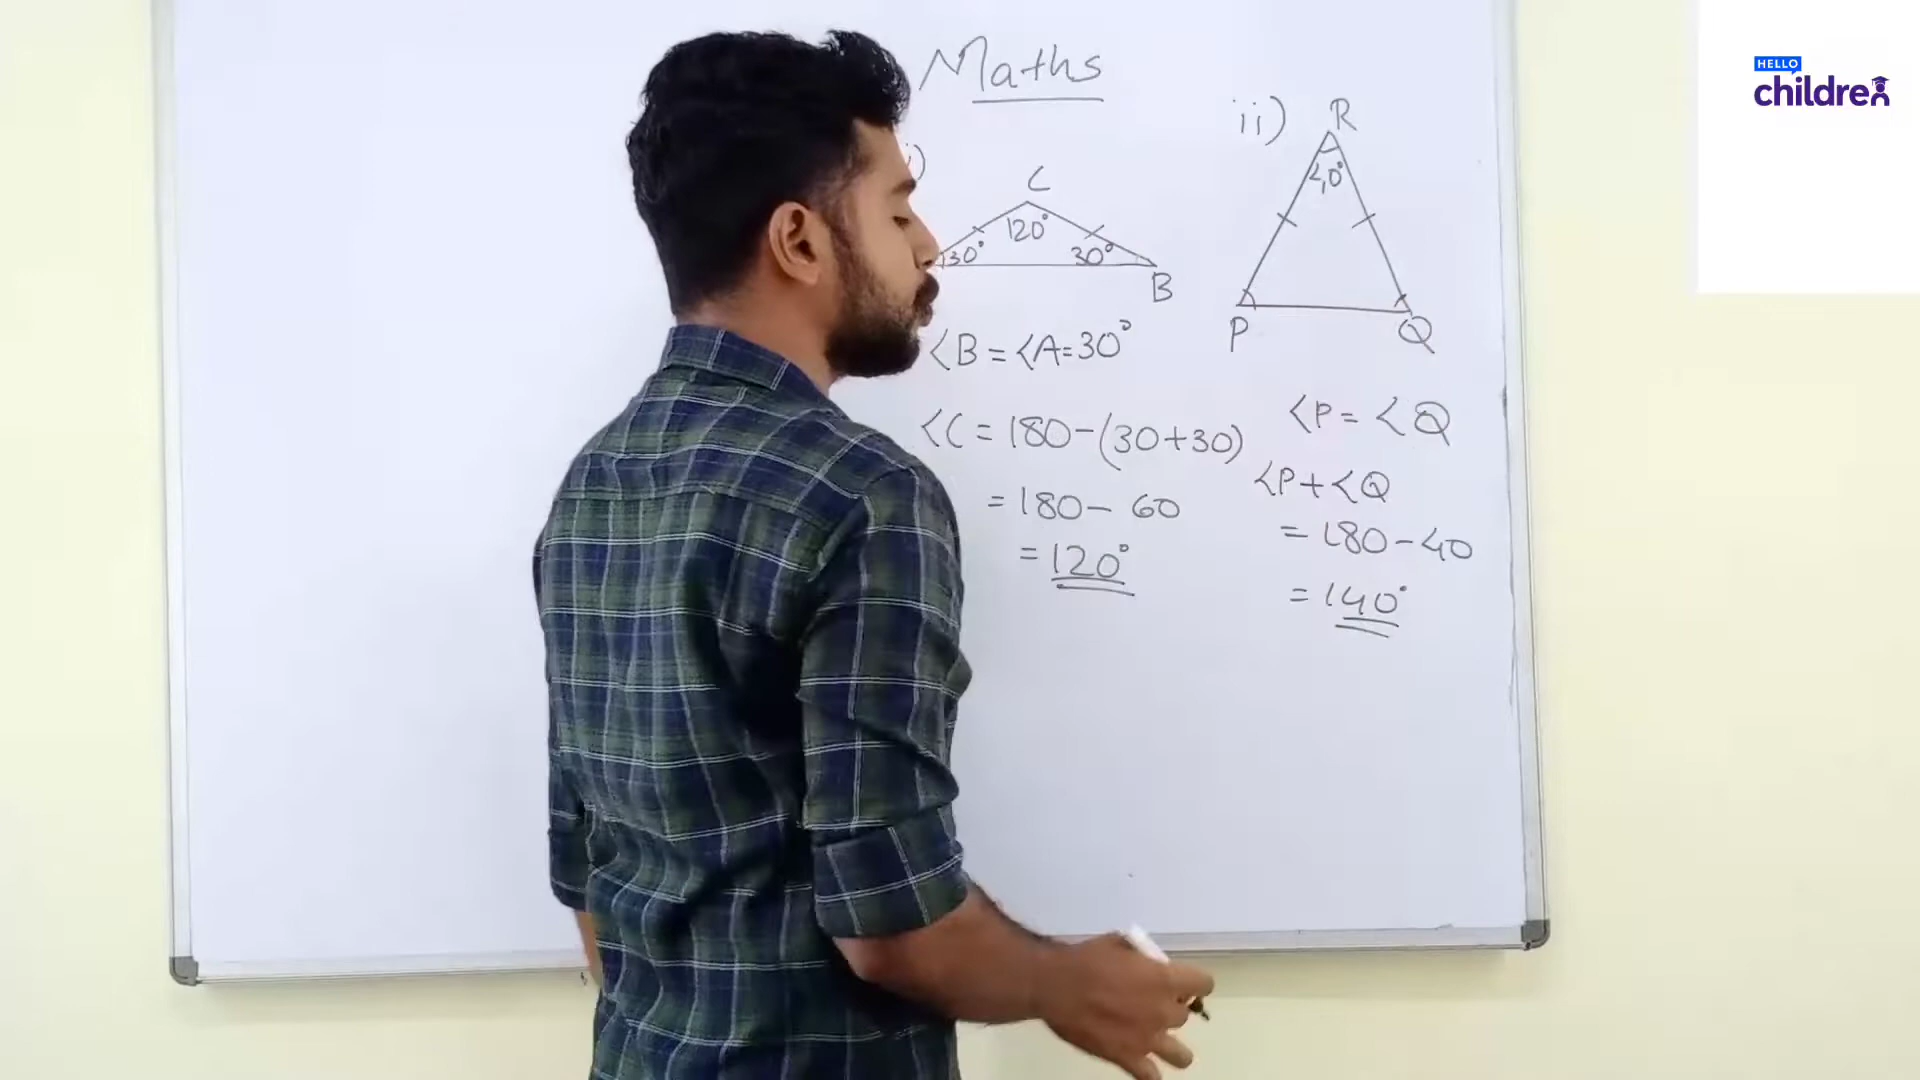 HELLO
children
Maths
i)
C
120°
30° 30°
B
<B = <A = 30°
<C = 180 - (30 + 30)
= 180 - 60
= 120°
ii)
R
40°
P Q
<P = <Q
<P + <Q
= 180 - 40
= 140°